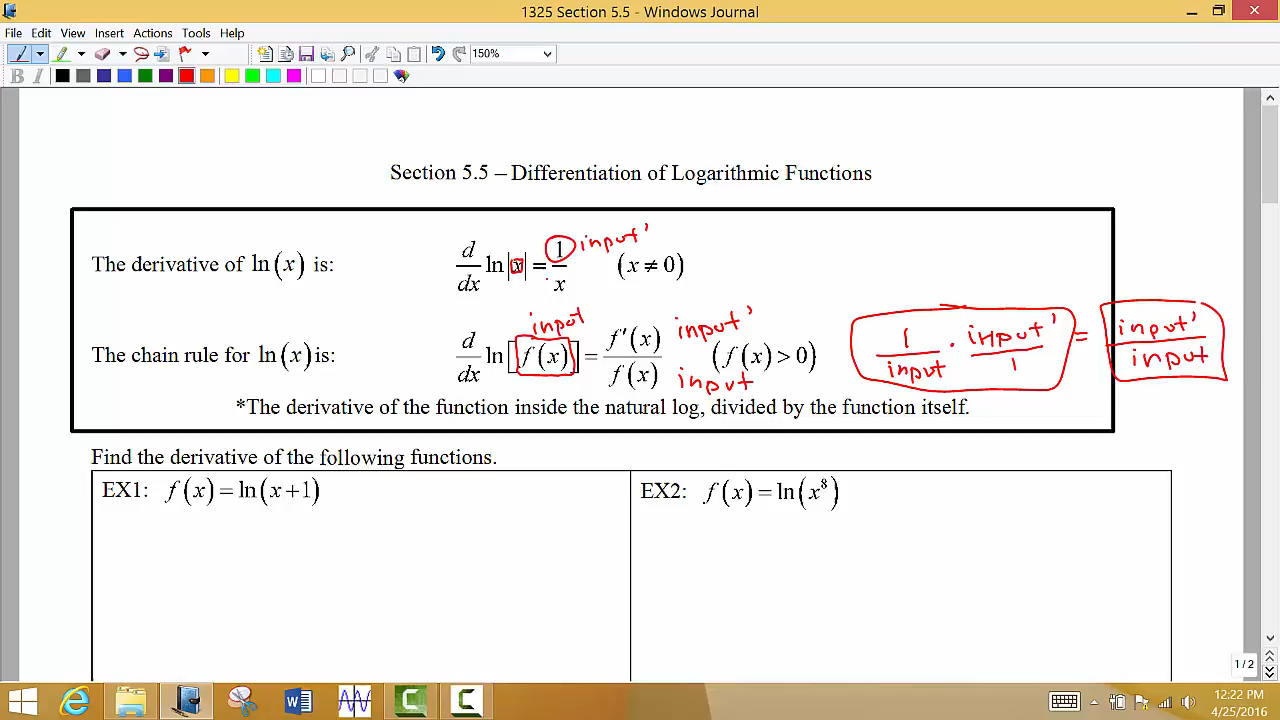 1325 Section 5.5 - Windows Journal
File Edit View Insert Actions Tools Help
150%
B I
Section 5.5 – Differentiation of Logarithmic Functions
The derivative of ln(x) is: d/dx ln|x| = 1/x (x ≠ 0)
input'
The chain rule for ln(x) is: d/dx ln[f(x)] = f'(x)/f(x) (f(x) > 0)
input
input'
input
1/input · input'/1 = input'/input
*The derivative of the function inside the natural log, divided by the function itself.
Find the derivative of the following functions.
EX1: f(x) = ln(x+1)
EX2: f(x) = ln(x⁸)
1/2
12:22 PM
4/25/2016